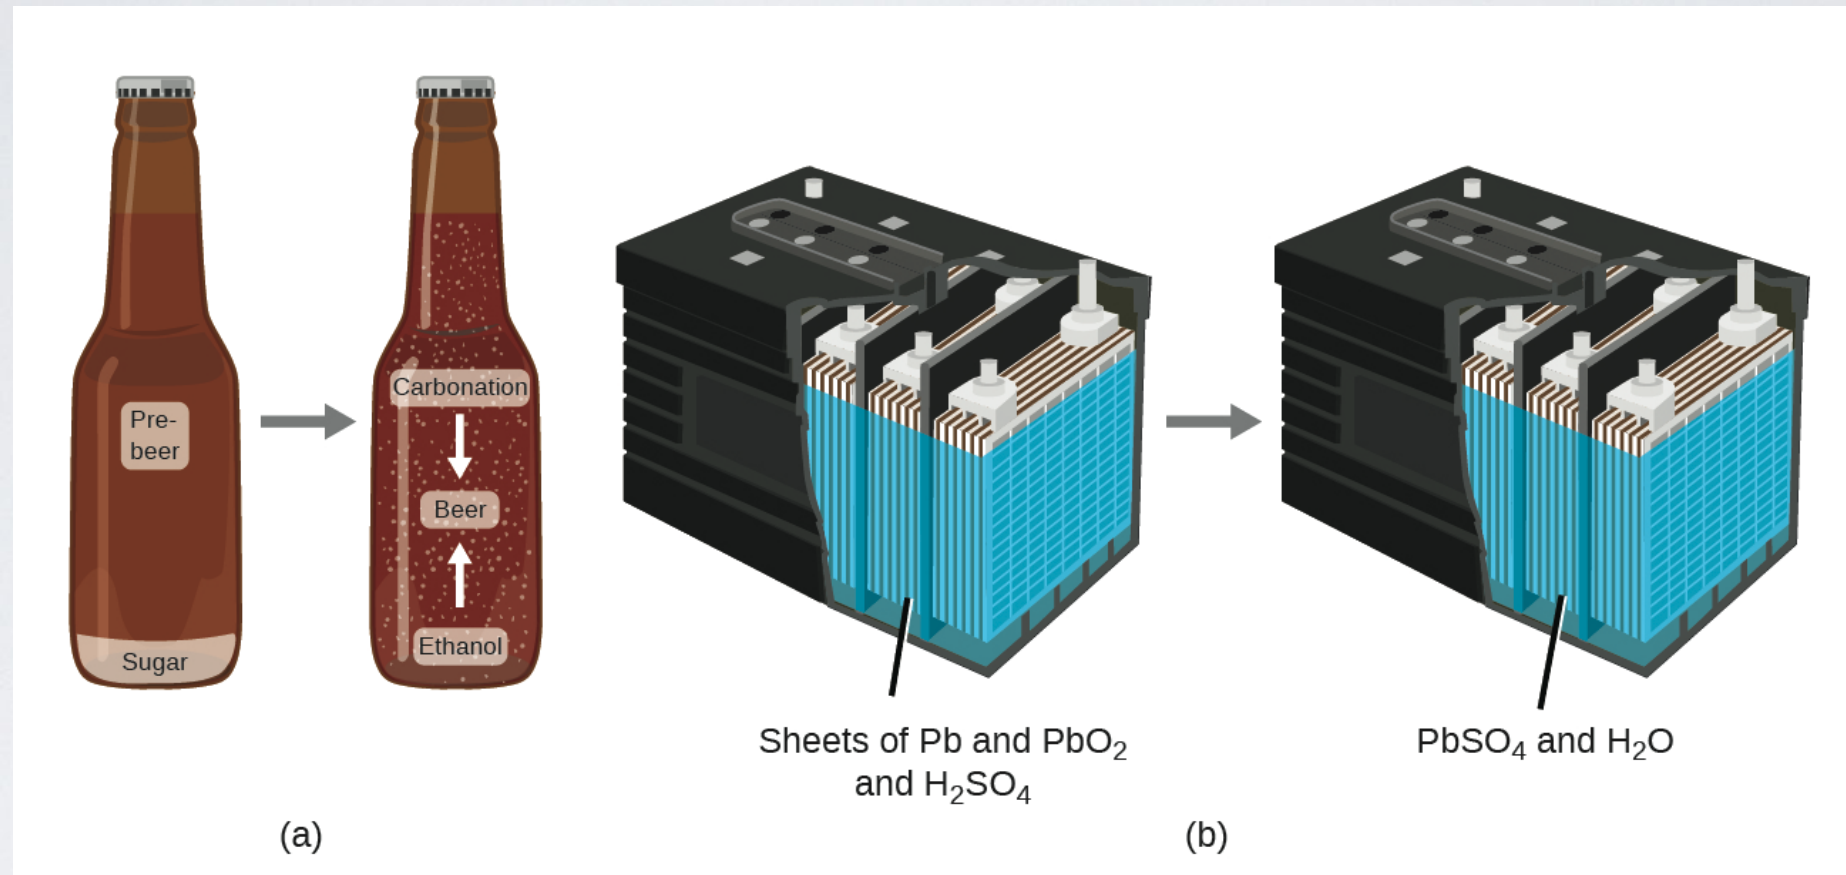 Pre-
beer
Sugar
Carbonation
Beer
Ethanol
(a)
Sheets of Pb and PbO₂
and H₂SO₄
PbSO₄ and H₂O
(b)